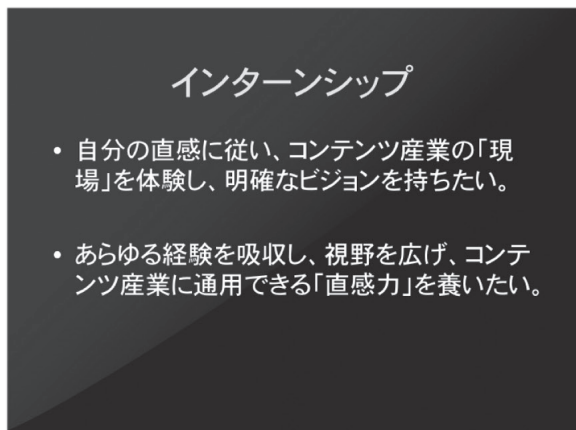 インターンシップ
• 自分の直感に従い、コンテンツ産業の「現
場」を体験し、明確なビジョンを持ちたい。
• あらゆる経験を吸収し、視野を広げ、コンテ
ンツ産業に通用できる「直感力」を養いたい。